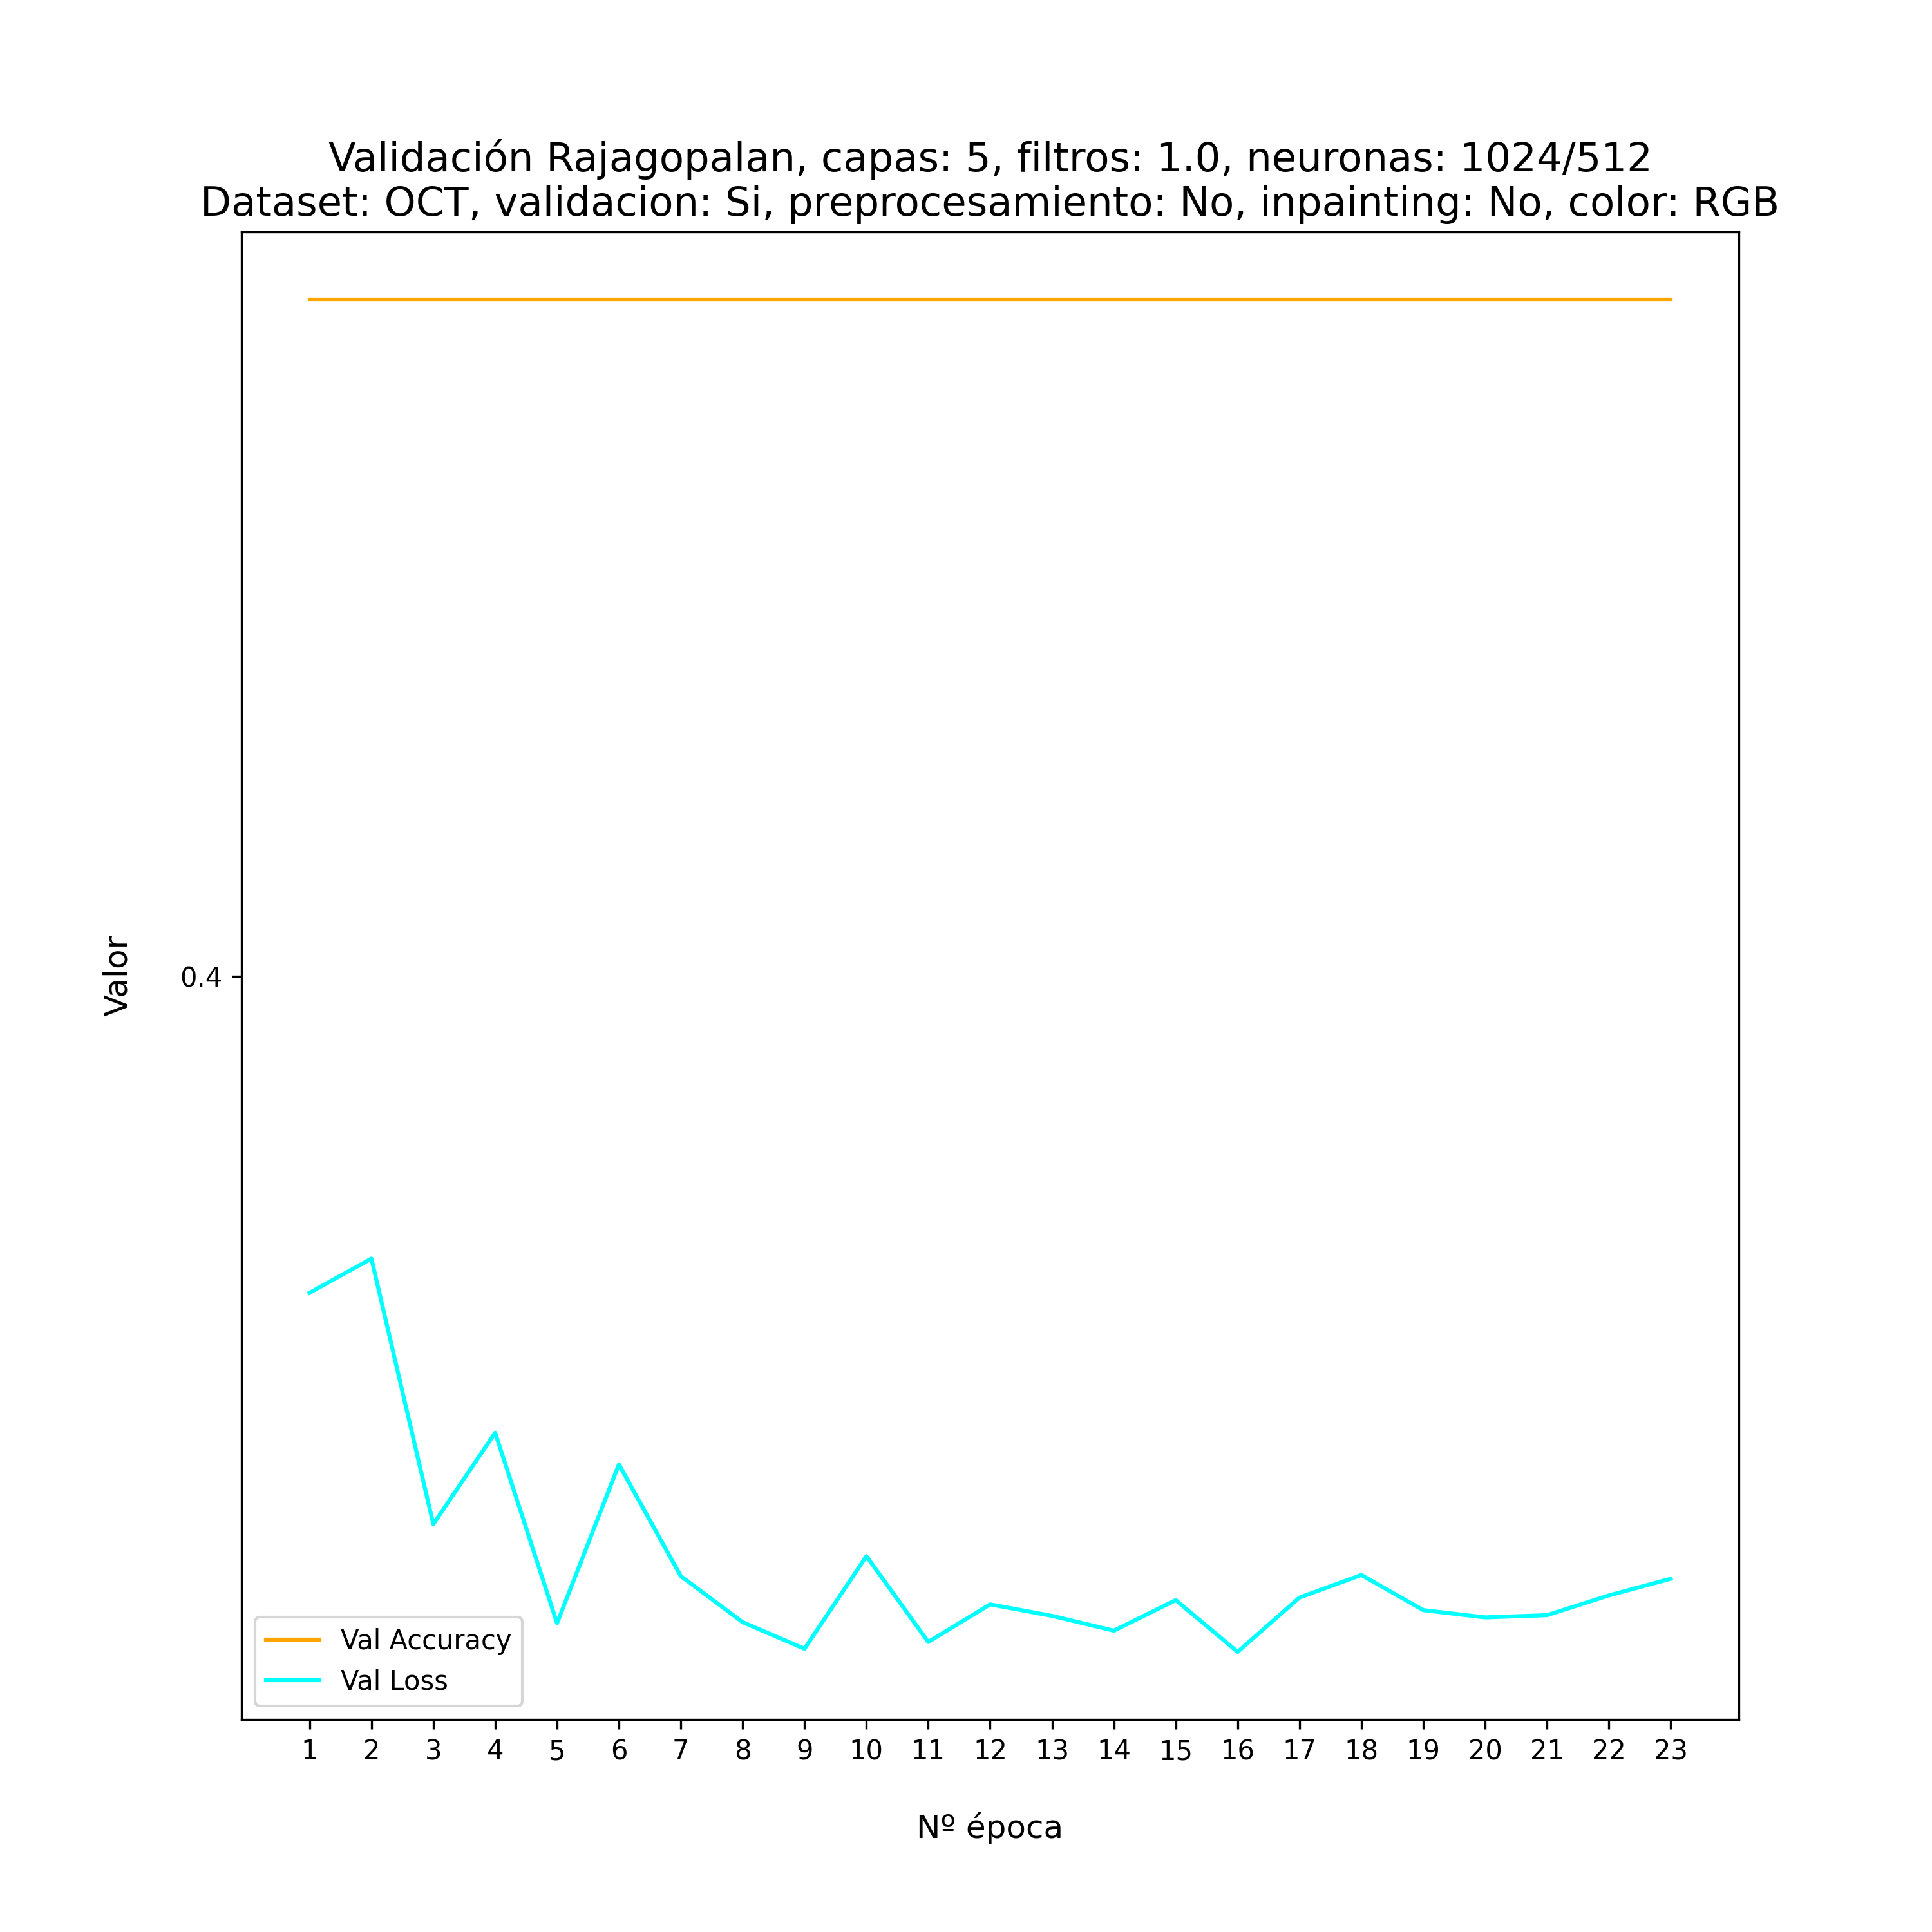 Validación Rajagopalan, capas: 5, filtros: 1.0, neuronas: 1024/512
Dataset: OCT, validacion: Si, preprocesamiento: No, inpainting: No, color: RGB
Valor
0.4
Val Accuracy
Val Loss
1 2 3 4 5 6 7 8 9 10 11 12 13 14 15 16 17 18 19 20 21 22 23
Nº época